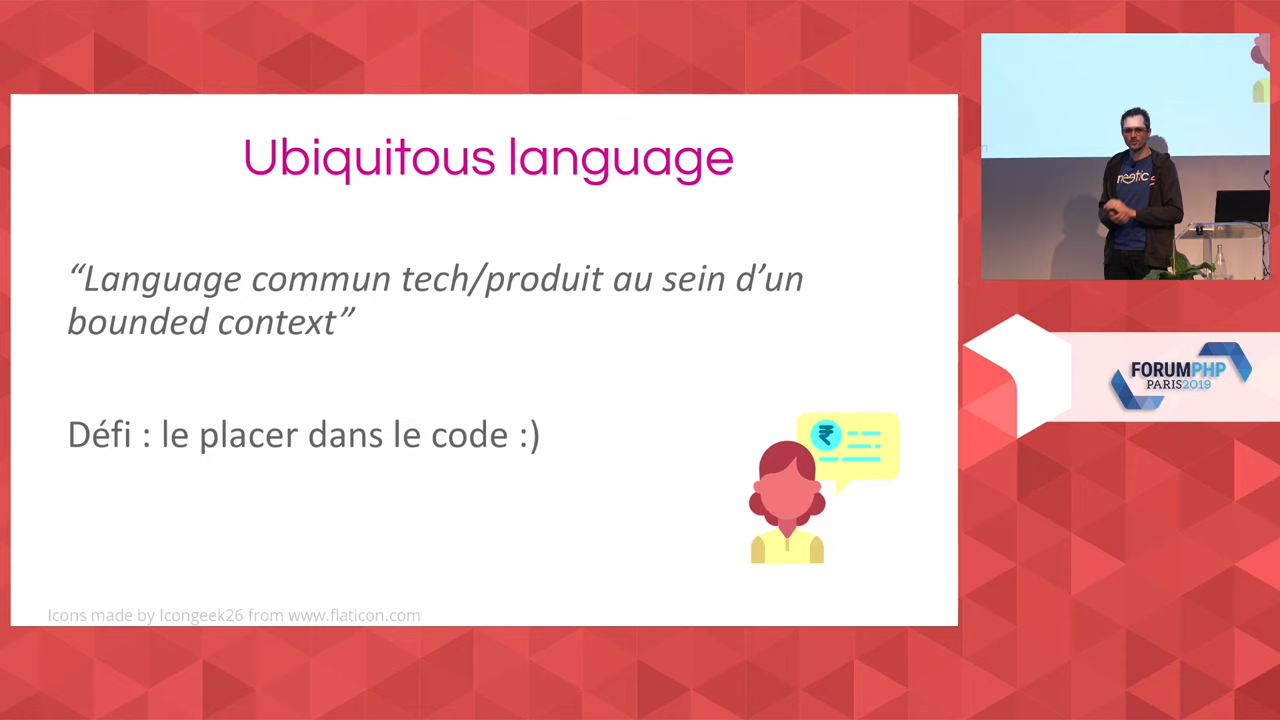 Ubiquitous language
“Language commun tech/produit au sein d’un
bounded context”
Défi : le placer dans le code :)
₹
Icons made by Icongeek26 from www.flaticon.com
meetic
FORUMPHP
PARIS2019